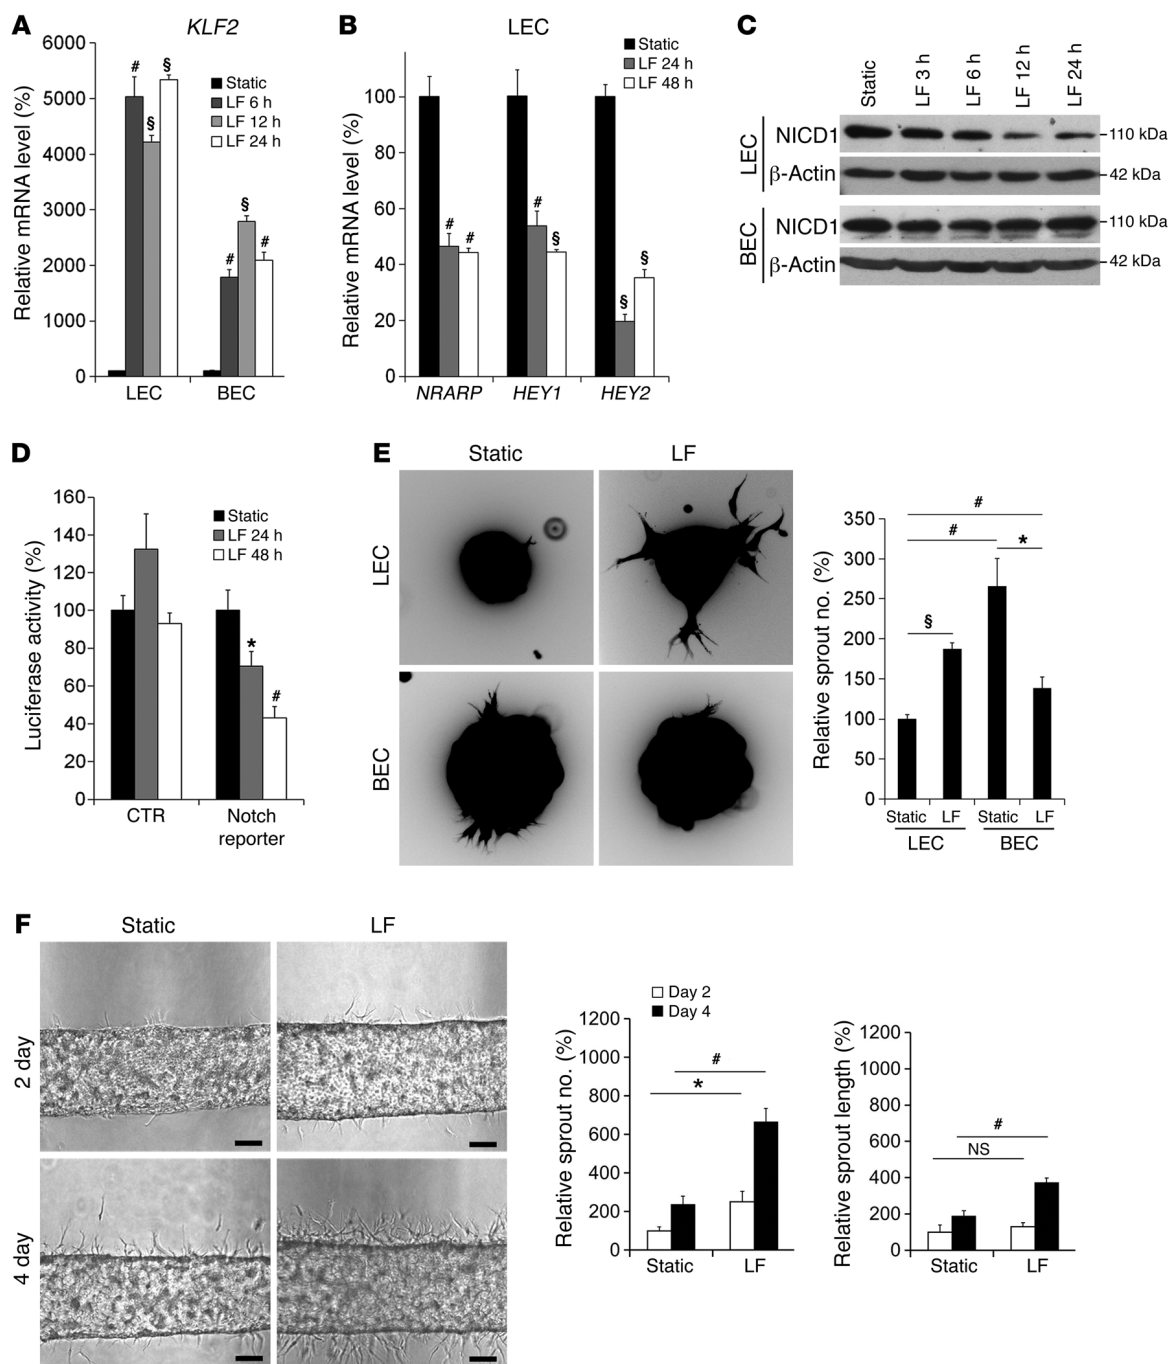 A
KLF2
Relative mRNA level (%)
6000
5000
4000
3000
2000
1000
0
Static
LF 6 h
LF 12 h
LF 24 h
#
§
§
#
§
#
LEC
BEC
B
LEC
Relative mRNA level (%)
100
80
60
40
20
0
Static
LF 24 h
LF 48 h
#
#
#
§
§
§
NRARP
HEY1
HEY2
C
Static
LF 3 h
LF 6 h
LF 12 h
LF 24 h
LEC
NICD1
110 kDa
β-Actin
42 kDa
BEC
NICD1
110 kDa
β-Actin
42 kDa
D
Luciferase activity (%)
160
140
120
100
80
60
40
20
0
Static
LF 24 h
LF 48 h
*
#
CTR
Notch
reporter
E
Static
LF
LEC
BEC
Relative sprout no. (%)
350
300
250
200
150
100
50
0
#
#
*
§
Static
LF
Static
LF
LEC
BEC
F
Static
LF
2 day
4 day
Day 2
Day 4
Relative sprout no. (%)
1200
1000
800
600
400
200
0
#
*
Static
LF
Relative sprout length (%)
1200
800
600
400
200
0
#
NS
Static
LF